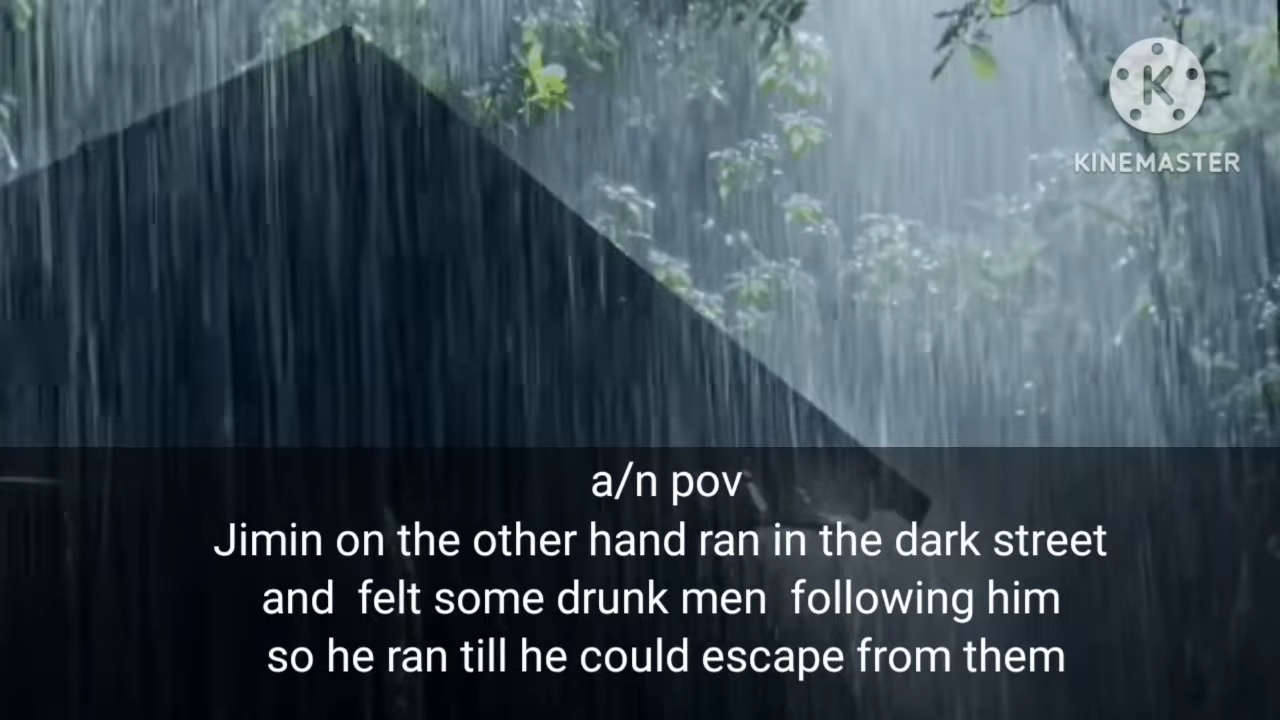 K
KINEMASTER
a/n pov
Jimin on the other hand ran in the dark street
and  felt some drunk men  following him
so he ran till he could escape from them